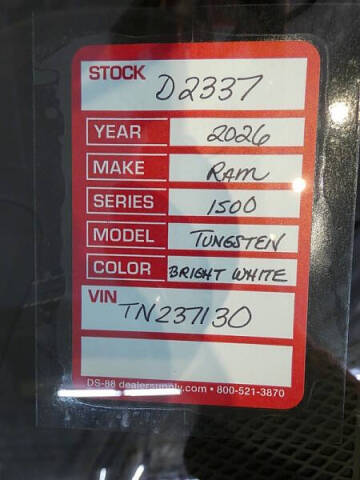 STOCK D2337
YEAR 2026
MAKE RAM
SERIES 1500
MODEL TUNGSTEN
COLOR BRIGHT WHITE
VIN TN237130
DS-88 dealersupply.com • 800-521-3870